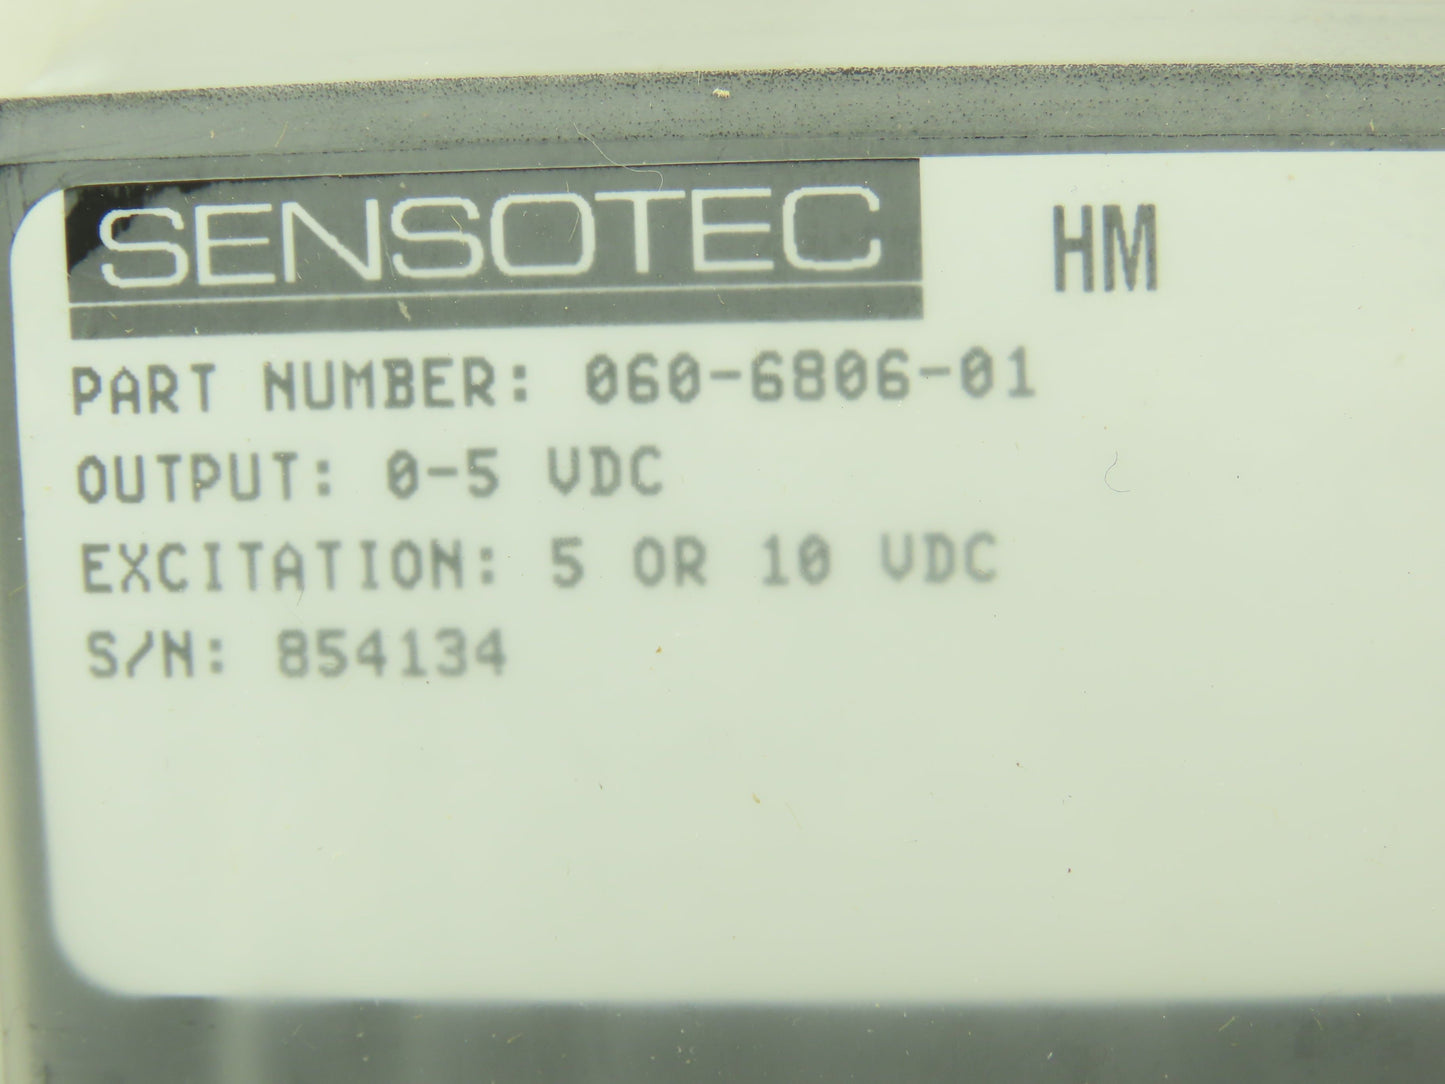 SENSOTEC HM
PART NUMBER: 060-6806-01
OUTPUT: 0-5 VDC
EXCITATION: 5 OR 10 VDC
S/N: 854134